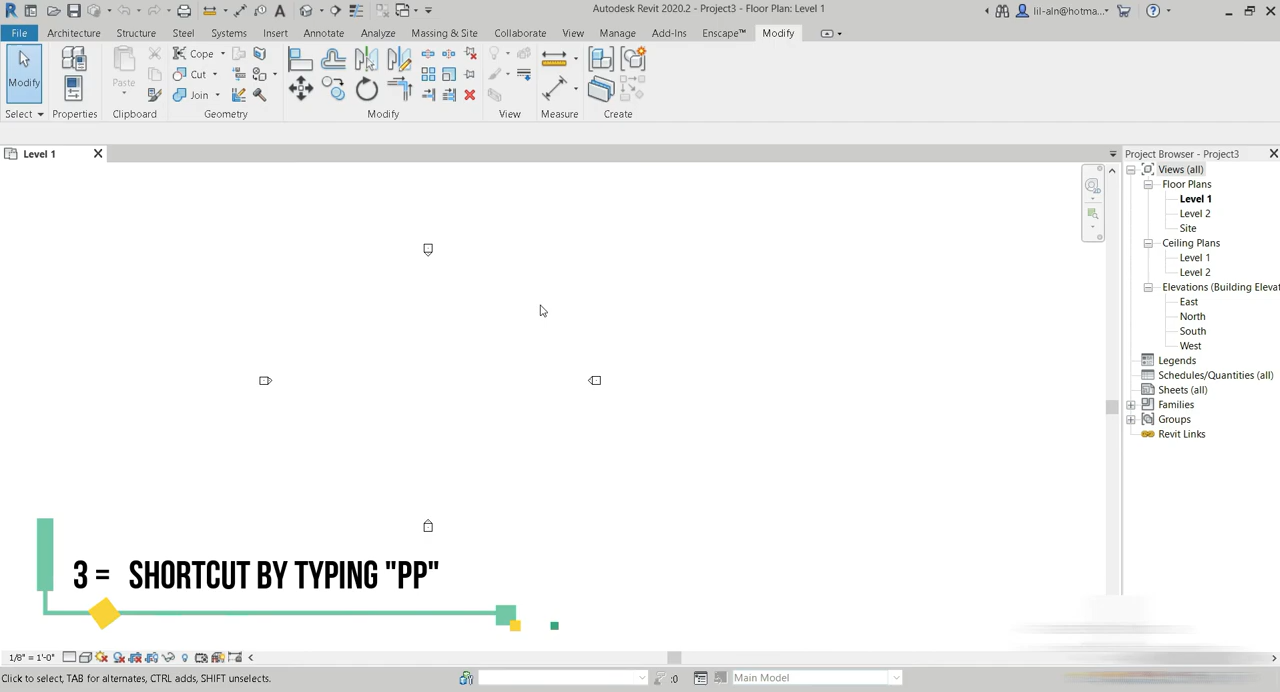 Autodesk Revit 2020.2 - Project3 - Floor Plan: Level 1
lil-aln@hotma...
File Architecture Structure Steel Systems Insert Annotate Analyze Massing & Site Collaborate View Manage Add-Ins Enscape™ Modify
Modify
Paste
Cope
Cut
Join
Select Properties Clipboard Geometry Modify View Measure Create
Level 1
Project Browser - Project3
Views (all)
Floor Plans
Level 1
Level 2
Site
Ceiling Plans
Level 1
Level 2
Elevations (Building Elevat
East
North
South
West
Legends
Schedules/Quantities (all)
Sheets (all)
Families
Groups
Revit Links
3 = SHORTCUT BY TYPING "PP"
1/8" = 1'-0"
Click to select, TAB for alternates, CTRL adds, SHIFT unselects.
:0
Main Model